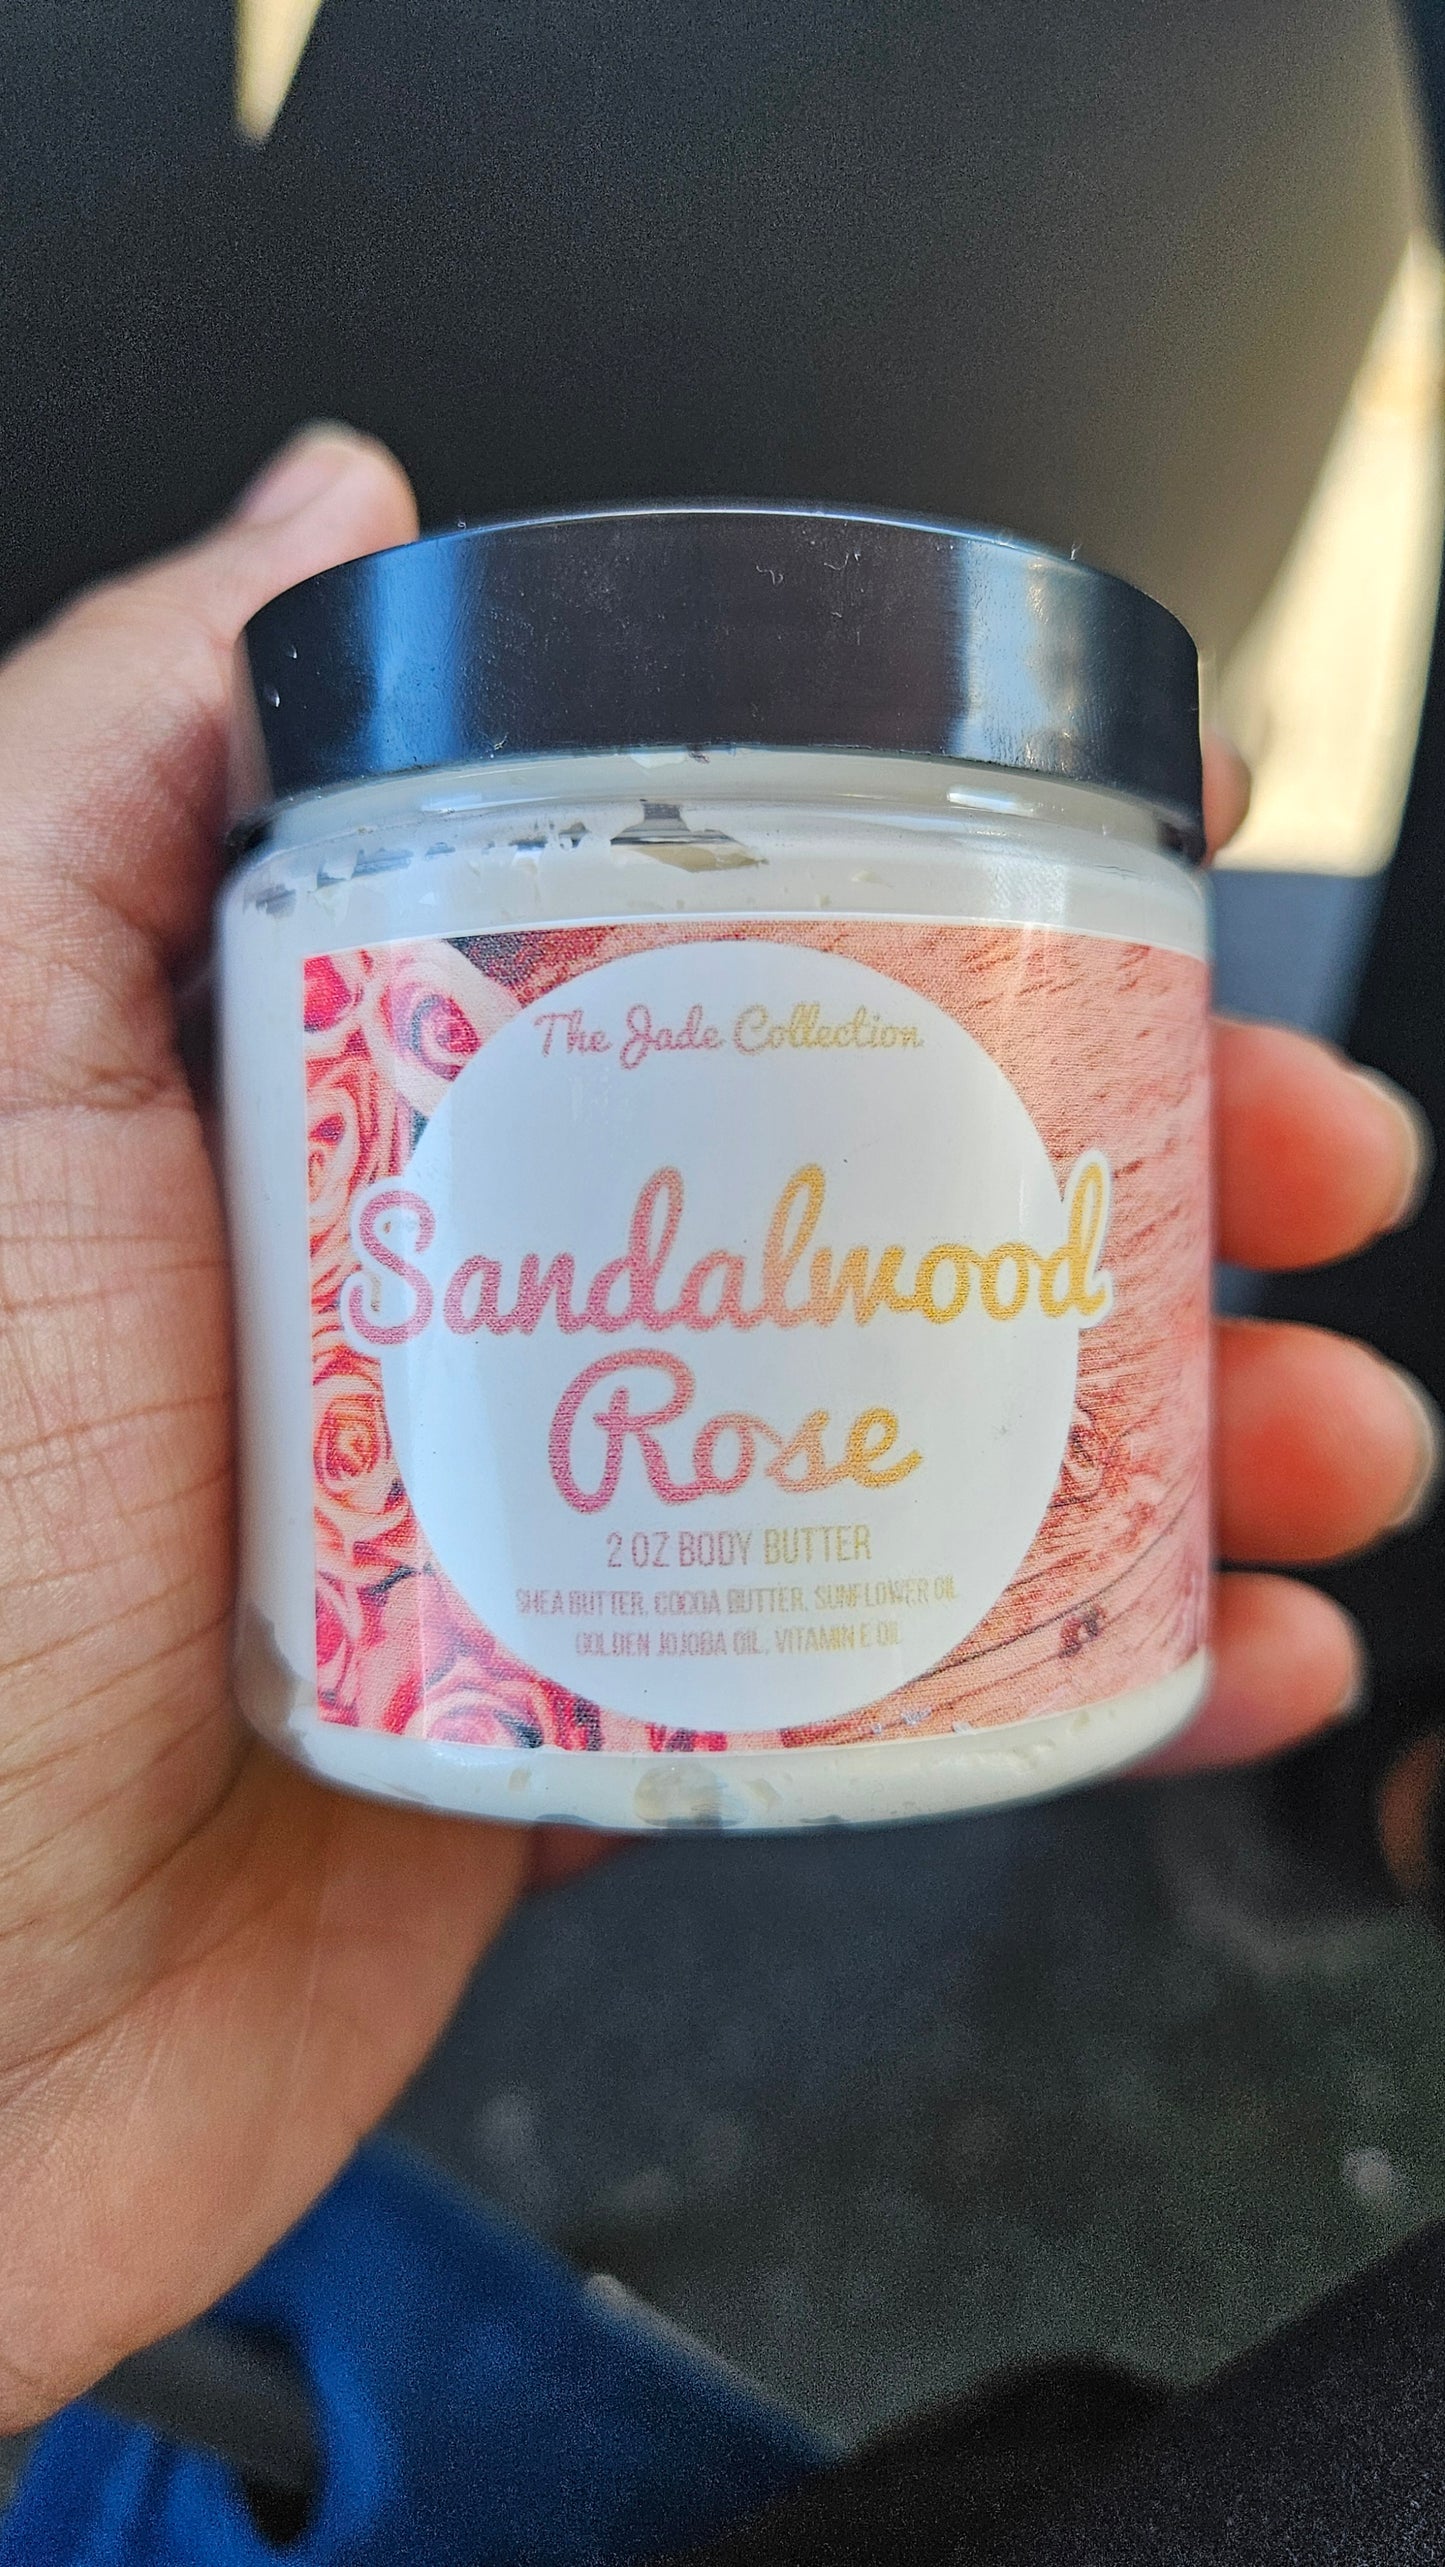 The Jade Collection
Sandalwood
Rose
2 OZ BODY BUTTER
SHEA BUTTER, COCOA BUTTER, SUNFLOWER OIL
GOLDEN JOJOBA OIL, VITAMIN E OIL